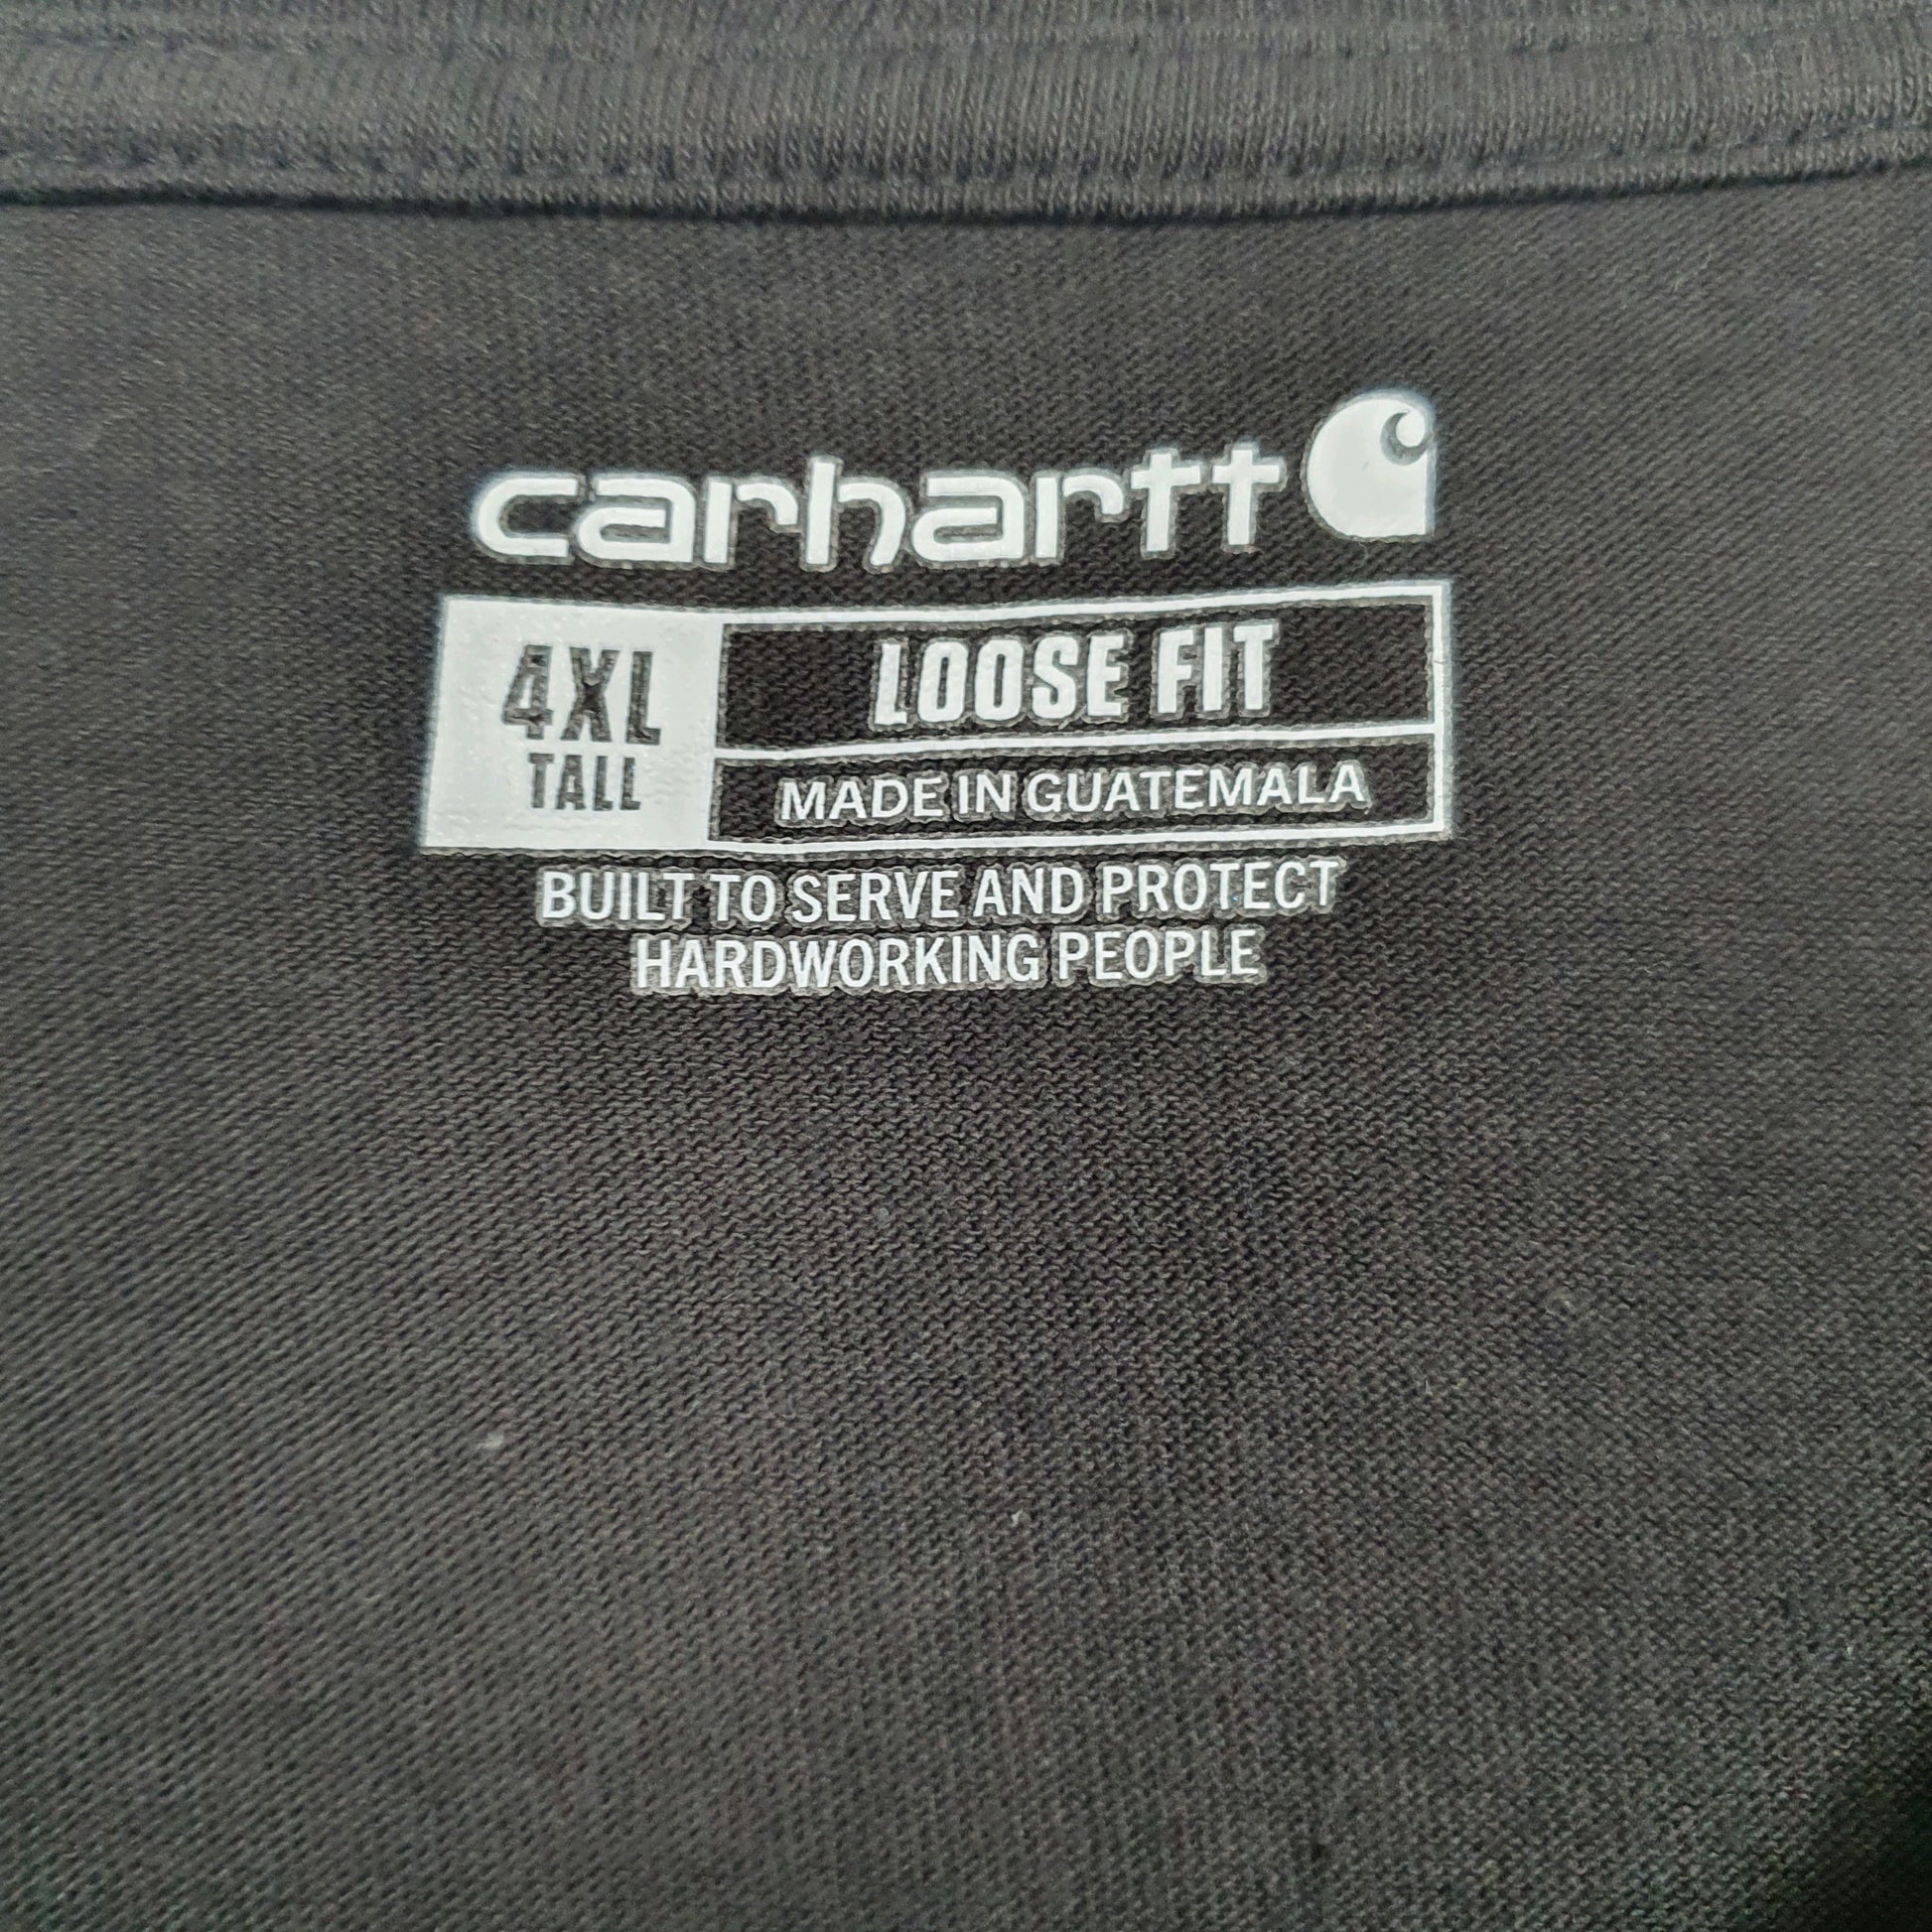 carhartt
4XL
TALL
LOOSE FIT
MADE IN GUATEMALA
BUILT TO SERVE AND PROTECT
HARDWORKING PEOPLE